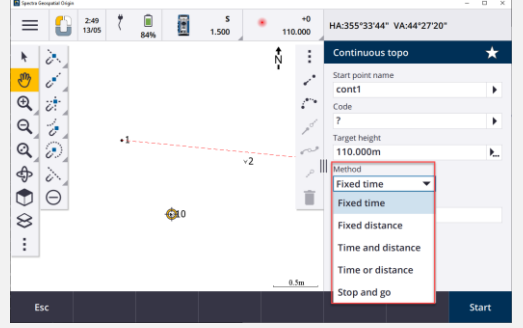 Spectra Geospatial Origin
2:49
13/05
84%
S
1.500
+0
110.000
HA:355°33'44" VA:44°27'20"
Continuous topo
Start point name
cont1
Code
?
Target height
110.000m
Method
Fixed time
Fixed time
Fixed distance
Time and distance
Time or distance
Stop and go
N
1
2
10
0.5m
Esc
Start